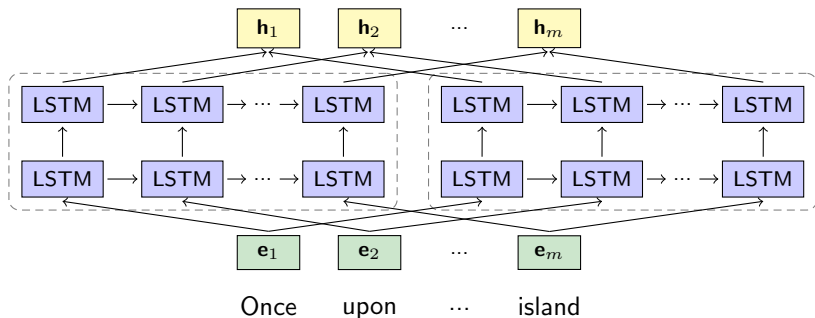 h1 h2 ... hm
LSTM LSTM ... LSTM LSTM LSTM ... LSTM
LSTM LSTM ... LSTM LSTM LSTM ... LSTM
e1 e2 ... em
Once upon ... island